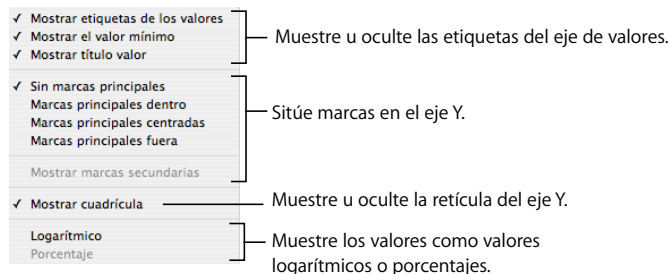 ✓ Mostrar etiquetas de los valores
✓ Mostrar el valor mínimo
✓ Mostrar título valor
Muestre u oculte las etiquetas del eje de valores.
✓ Sin marcas principales
Marcas principales dentro
Marcas principales centradas
Marcas principales fuera
Mostrar marcas secundarias
Sitúe marcas en el eje Y.
✓ Mostrar cuadrícula
Muestre u oculte la retícula del eje Y.
Logarítmico
Porcentaje
Muestre los valores como valores
logarítmicos o porcentajes.